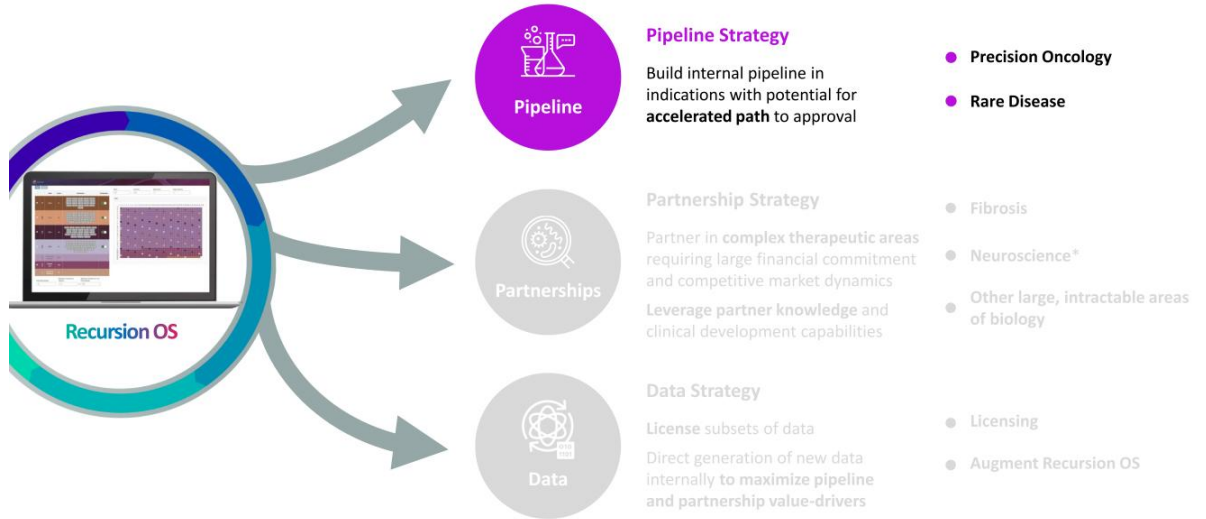 Pipeline Strategy
Build internal pipeline in
indications with potential for
accelerated path to approval
Precision Oncology
Rare Disease
Pipeline
Partnership Strategy
Partner in complex therapeutic areas
requiring large financial commitment
and competitive market dynamics
Leverage partner knowledge and
clinical development capabilities
Fibrosis
Neuroscience*
Other large, intractable areas
of biology
Partnerships
Recursion OS
Data Strategy
License subsets of data
Direct generation of new data
internally to maximize pipeline
and partnership value-drivers
Licensing
Augment Recursion OS
1010
1101
Data